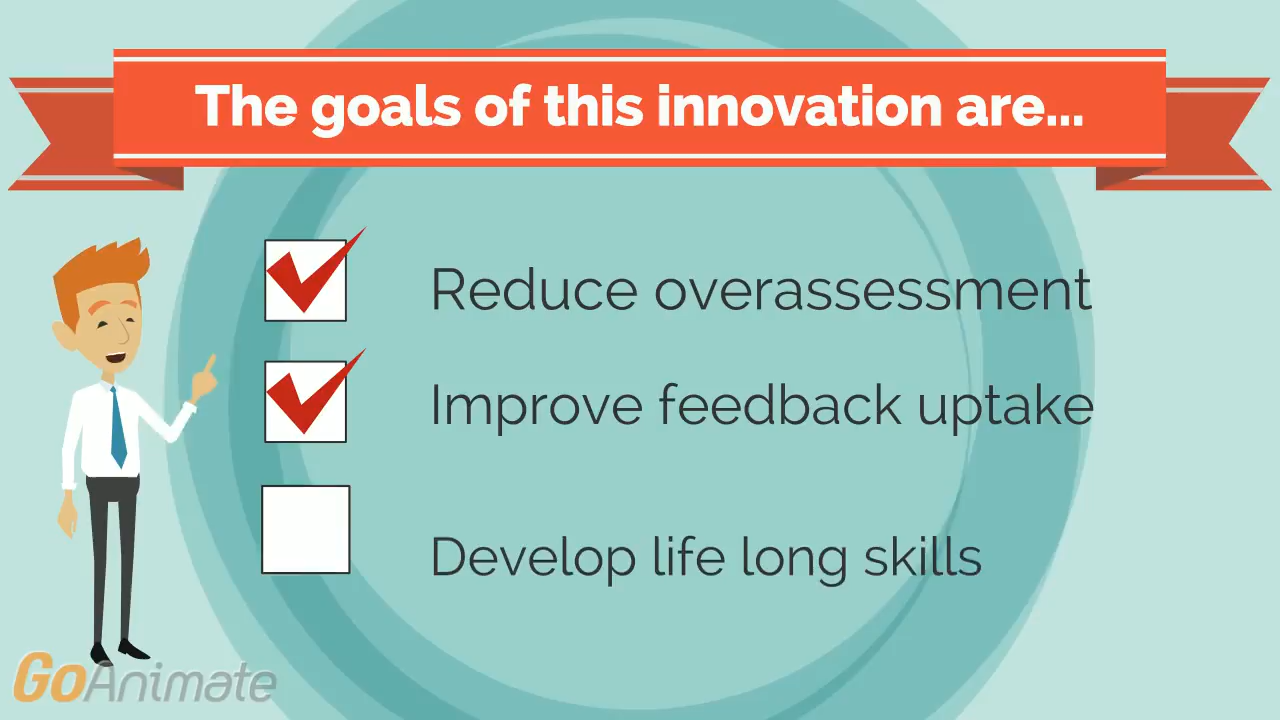 The goals of this innovation are...
Reduce overassessment
Improve feedback uptake
Develop life long skills
GoAnimate